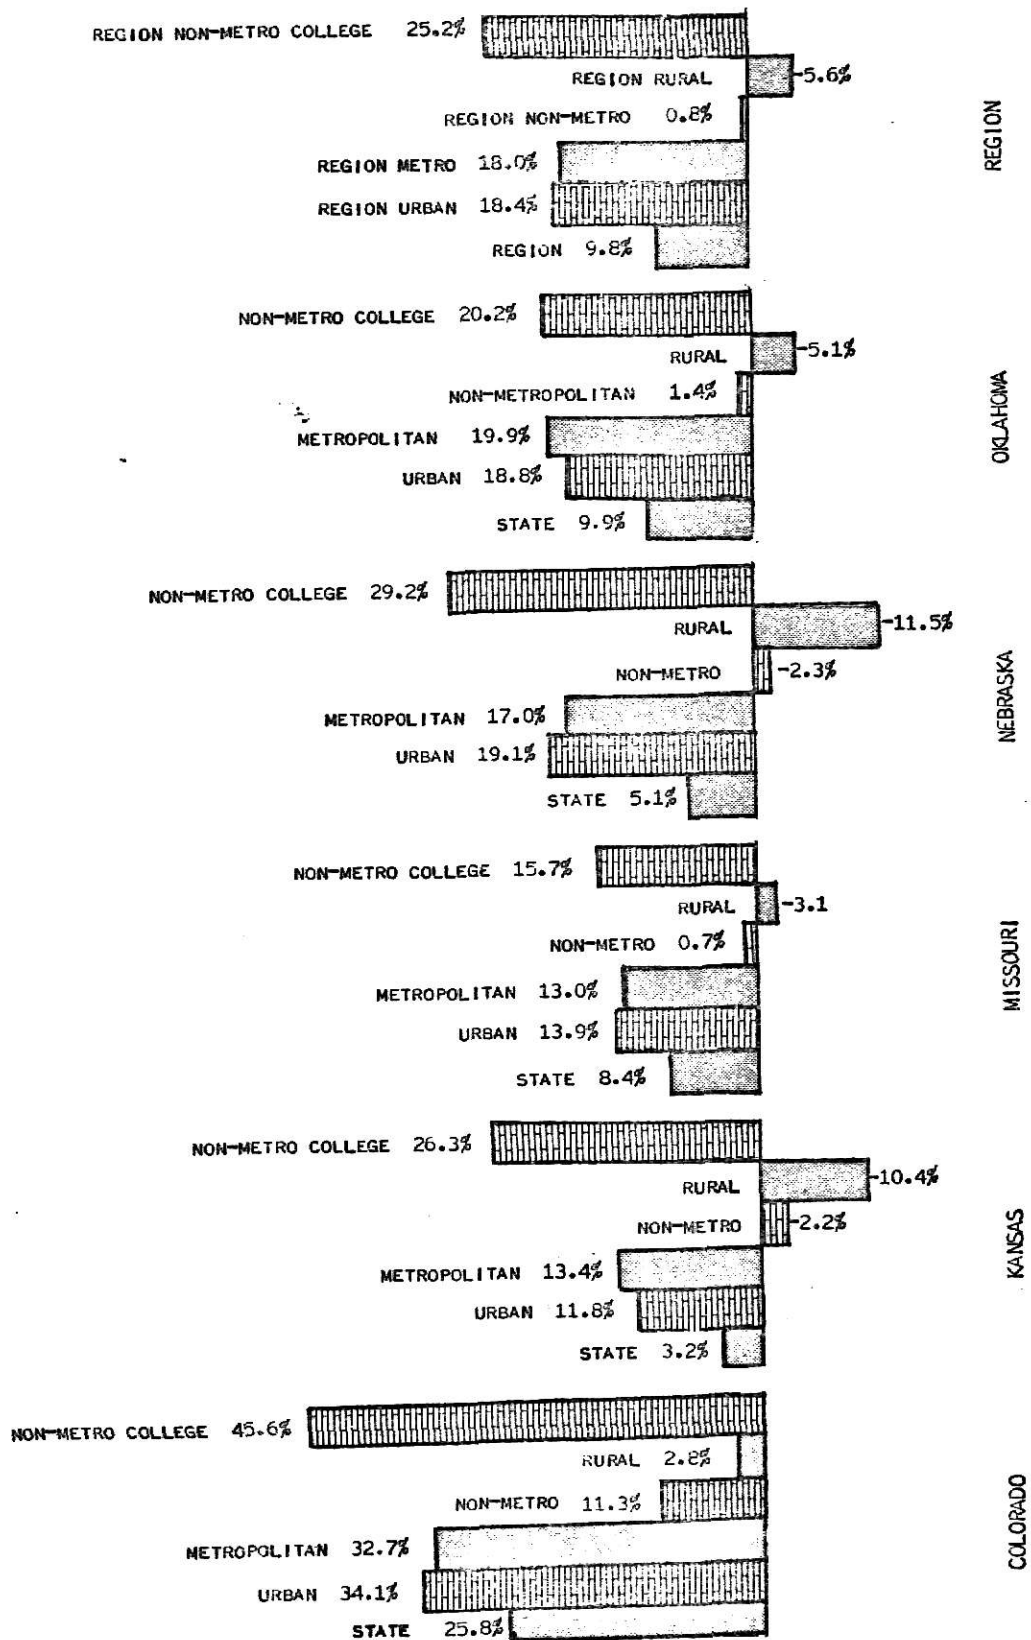 REGION NON-METRO COLLEGE 25.2%
REGION RURAL -5.6%
REGION NON-METRO 0.8%
REGION METRO 18.0%
REGION URBAN 18.4%
REGION 9.8%
REGION
NON-METRO COLLEGE 20.2%
RURAL -5.1%
NON-METROPOLITAN 1.4%
METROPOLITAN 19.9%
URBAN 18.8%
STATE 9.9%
OKLAHOMA
NON-METRO COLLEGE 29.2%
RURAL -11.5%
NON-METRO -2.3%
METROPOLITAN 17.0%
URBAN 19.1%
STATE 5.1%
NEBRASKA
NON-METRO COLLEGE 15.7%
RURAL -3.1
NON-METRO 0.7%
METROPOLITAN 13.0%
URBAN 13.9%
STATE 8.4%
MISSOURI
NON-METRO COLLEGE 26.3%
RURAL -10.4%
NON-METRO -2.2%
METROPOLITAN 13.4%
URBAN 11.8%
STATE 3.2%
KANSAS
NON-METRO COLLEGE 45.6%
RURAL 2.8%
NON-METRO 11.3%
METROPOLITAN 32.7%
URBAN 34.1%
STATE 25.8%
COLORADO